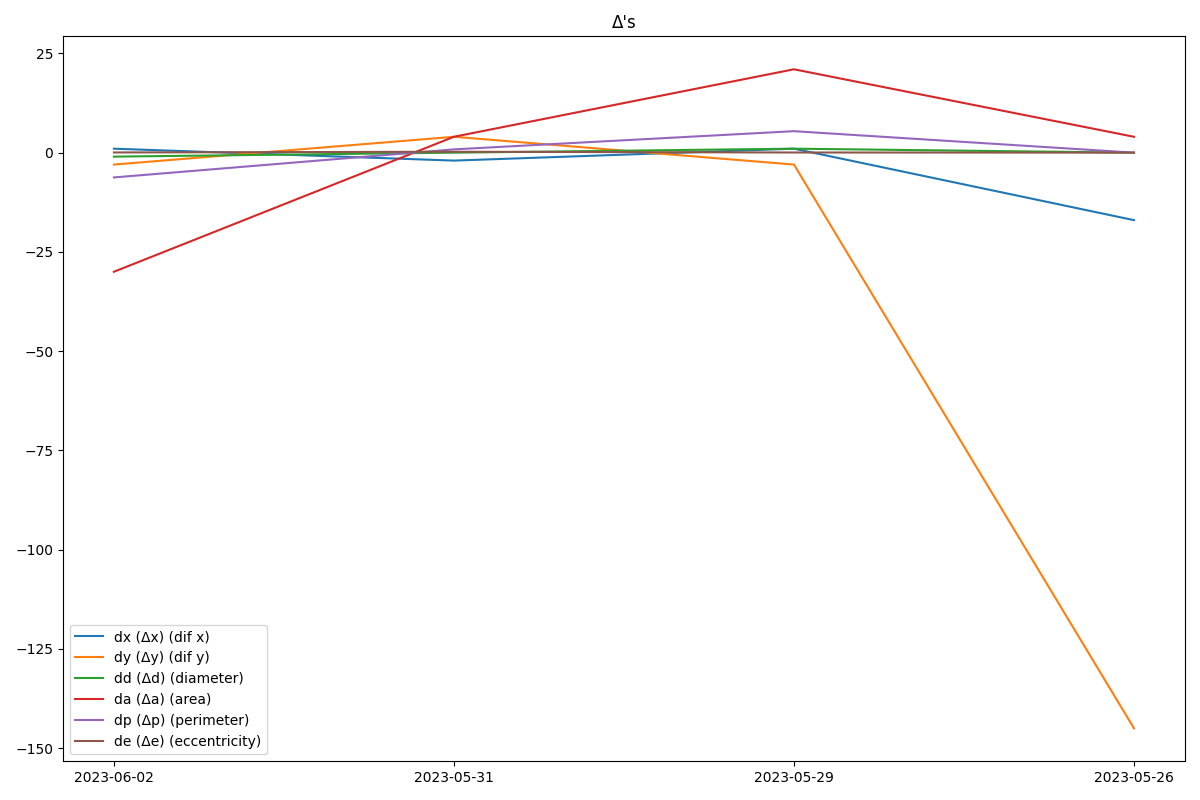 Δ's
25
0
−25
−50
−75
−100
−125
−150
dx (Δx) (dif x)
dy (Δy) (dif y)
dd (Δd) (diameter)
da (Δa) (area)
dp (Δp) (perimeter)
de (Δe) (eccentricity)
2023-06-02 2023-05-31 2023-05-29 2023-05-26